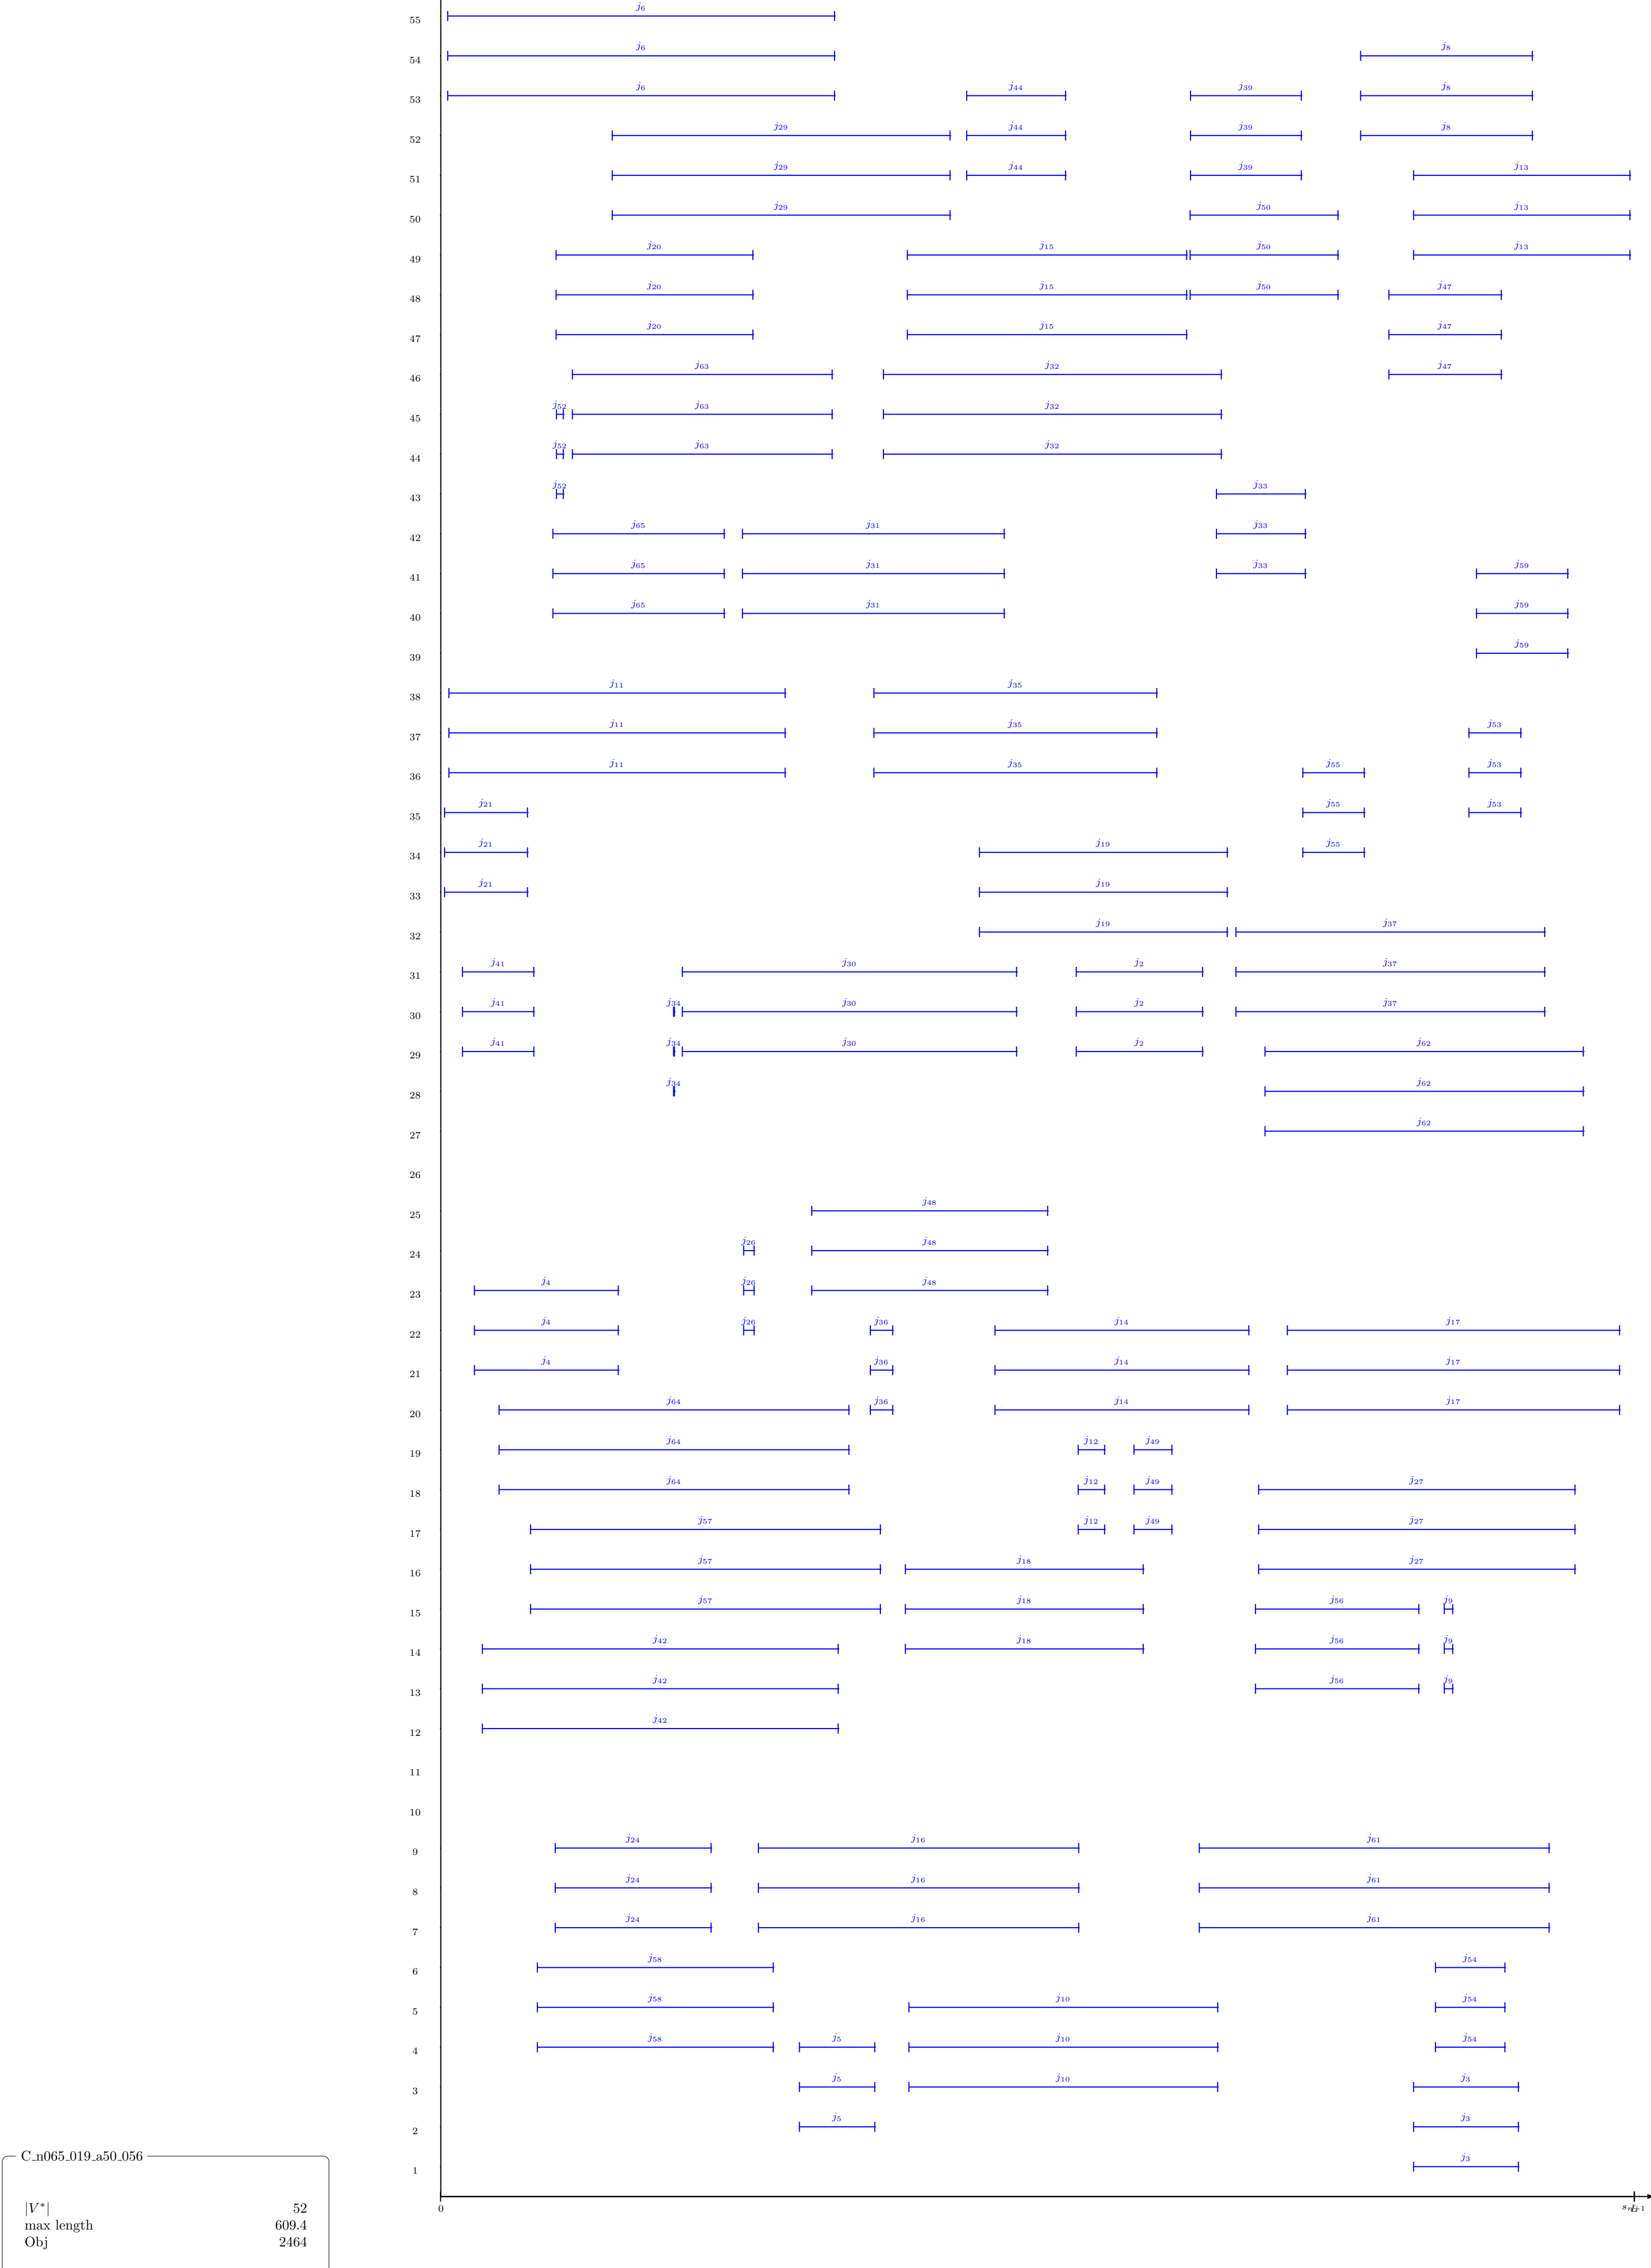 j6
55
j6 j8
54
j6 j44 j39 j8
53
j29 j44 j39 j8
52
j29 j44 j39 j13
51
j29 j50 j13
50
j20 j15 j50 j13
49
j20 j15 j50 j47
48
j20 j15 j47
47
j63 j32 j47
46
j52 j63 j32
45
j52 j63 j32
44
j52 j33
43
j65 j31 j33
42
j65 j31 j33 j59
41
j65 j31 j59
40
j59
39
j11 j35
38
j11 j35 j53
37
j11 j35 j55 j53
36
j21 j55 j53
35
j21 j19 j55
34
j21 j19
33
j19 j37
32
j41 j30 j2 j37
31
j41 j34 j30 j2 j37
30
j41 j34 j30 j2 j62
29
j34 j62
28
j62
27
26
j48
25
j26 j48
24
j4 j26 j48
23
j4 j26 j36 j14 j17
22
j4 j36 j14 j17
21
j64 j36 j14 j17
20
j64 j12 j49
19
j64 j12 j49 j27
18
j57 j12 j49 j27
17
j57 j18 j27
16
j57 j18 j56 j9
15
j42 j18 j56 j9
14
j42 j56 j9
13
j42
12
11
10
j24 j16 j61
9
j24 j16 j61
8
j24 j16 j61
7
j58 j54
6
j58 j10 j54
5
j58 j5 j10 j54
4
j5 j10 j3
3
j5 j3
2
j3
1
0
C_n065_019_a50_056
|V*| 52
max length 609.4
Obj 2464